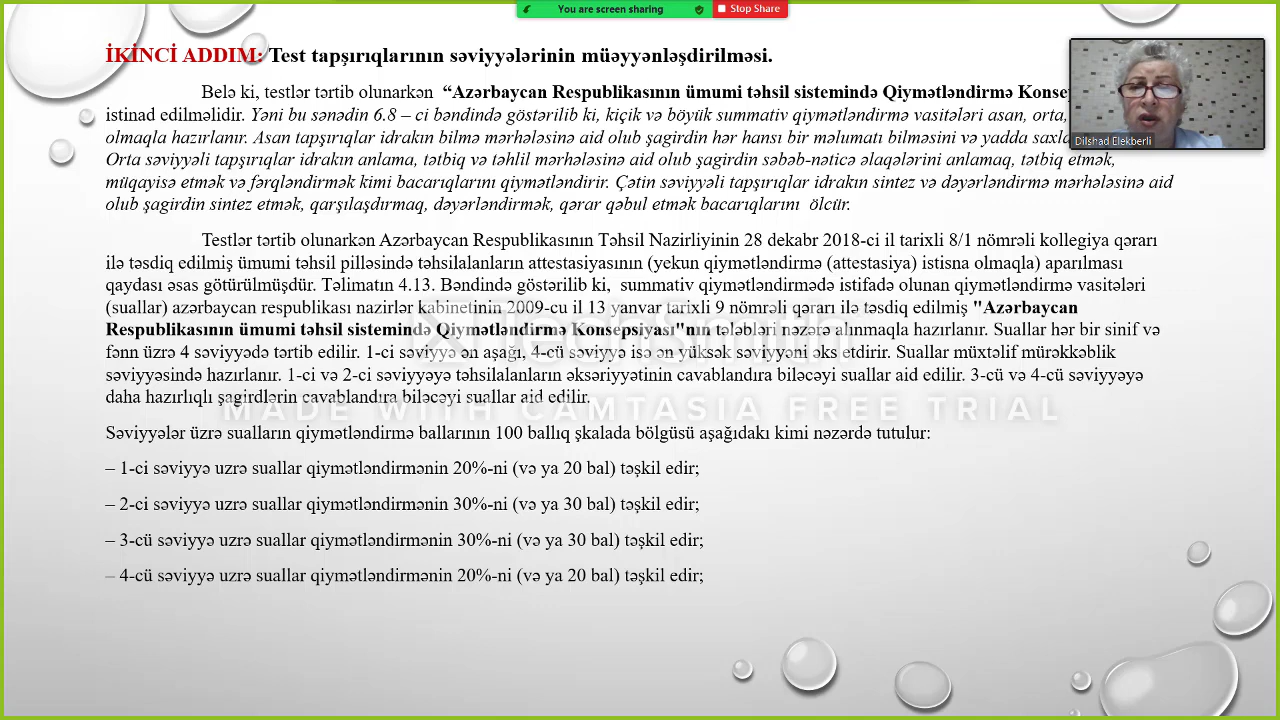 You are screen sharing
Stop Share
İKİNCİ ADDIM: Test tapşırıqlarının səviyyələrinin müəyyənləşdirilməsi.
Belə ki, testlər tərtib olunarkən “Azərbaycan Respublikasının ümumi təhsil sistemində Qiymətləndirmə
istinad edilməlidir. Yəni bu sənədin 6.8 – ci bəndində göstərilib ki, kiçik və böyük summativ qiymətləndirmə vasitələri asan, orta,
olmaqla hazırlanır. Asan tapşırıqlar idrakın bilmə mərhələsinə aid olub şagirdin hər hansı bir məlumatı bilməsini və yadda
Orta səviyyəli tapşırıqlar idrakın anlama, tətbiq və təhlil mərhələsinə aid olub şagirdin səbəb-nəticə əlaqələrini anlamaq, tətbiq etmək,
müqayisə etmək və fərqləndirmək kimi bacarıqlarını qiymətləndirir. Çətin səviyyəli tapşırıqlar idrakın sintez və dəyərləndirmə mərhələsinə aid
olub şagirdin sintez etmək, qarşılaşdırmaq, dəyərləndirmək, qərar qəbul etmək bacarıqlarını ölcür.
Dilshad Elekberli
Testlər tərtib olunarkən Azərbaycan Respublikasının Təhsil Nazirliyinin 28 dekabr 2018-ci il tarixli 8/1 nömrəli kollegiya qərarı
ilə təsdiq edilmiş ümumi təhsil pilləsində təhsilalanların attestasiyasının (yekun qiymətləndirmə (attestasiya) istisna olmaqla) aparılması
qaydası əsas götürülmüşdür. Təlimatın 4.13. Bəndində göstərilib ki, summativ qiymətləndirmədə istifadə olunan qiymətləndirmə vasitələri
(suallar) azərbaycan respublikası nazirlər kabinetinin 2009-cu il 13 yanvar tarixli 9 nömrəli qərarı ilə təsdiq edilmiş "Azərbaycan
Respublikasının ümumi təhsil sistemində Qiymətləndirmə Konsepsiyası"nın tələbləri nəzərə alınmaqla hazırlanır. Suallar hər bir sinif və
fənn üzrə 4 səviyyədə tərtib edilir. 1-ci səviyyə ən aşağı, 4-cü səviyyə isə ən yüksək səviyyəni əks etdirir. Suallar müxtəlif mürəkkəblik
səviyyəsində hazırlanır. 1-ci və 2-ci səviyyəyə təhsilalanların əksəriyyətinin cavablandıra biləcəyi suallar aid edilir. 3-cü və 4-cü səviyyəyə
daha hazırlıqlı şagirdlərin cavablandıra biləcəyi suallar aid edilir.
TechSmith
MADE WITH CAMTASIA FREE TRIAL
Səviyyələr üzrə sualların qiymətləndirmə ballarının 100 ballıq şkalada bölgüsü aşağıdakı kimi nəzərdə tutulur:
– 1-ci səviyyə uzrə suallar qiymətləndirmənin 20%-ni (və ya 20 bal) təşkil edir;
– 2-ci səviyyə uzrə suallar qiymətləndirmənin 30%-ni (və ya 30 bal) təşkil edir;
– 3-cü səviyyə uzrə suallar qiymətləndirmənin 30%-ni (və ya 30 bal) təşkil edir;
– 4-cü səviyyə uzrə suallar qiymətləndirmənin 20%-ni (və ya 20 bal) təşkil edir;